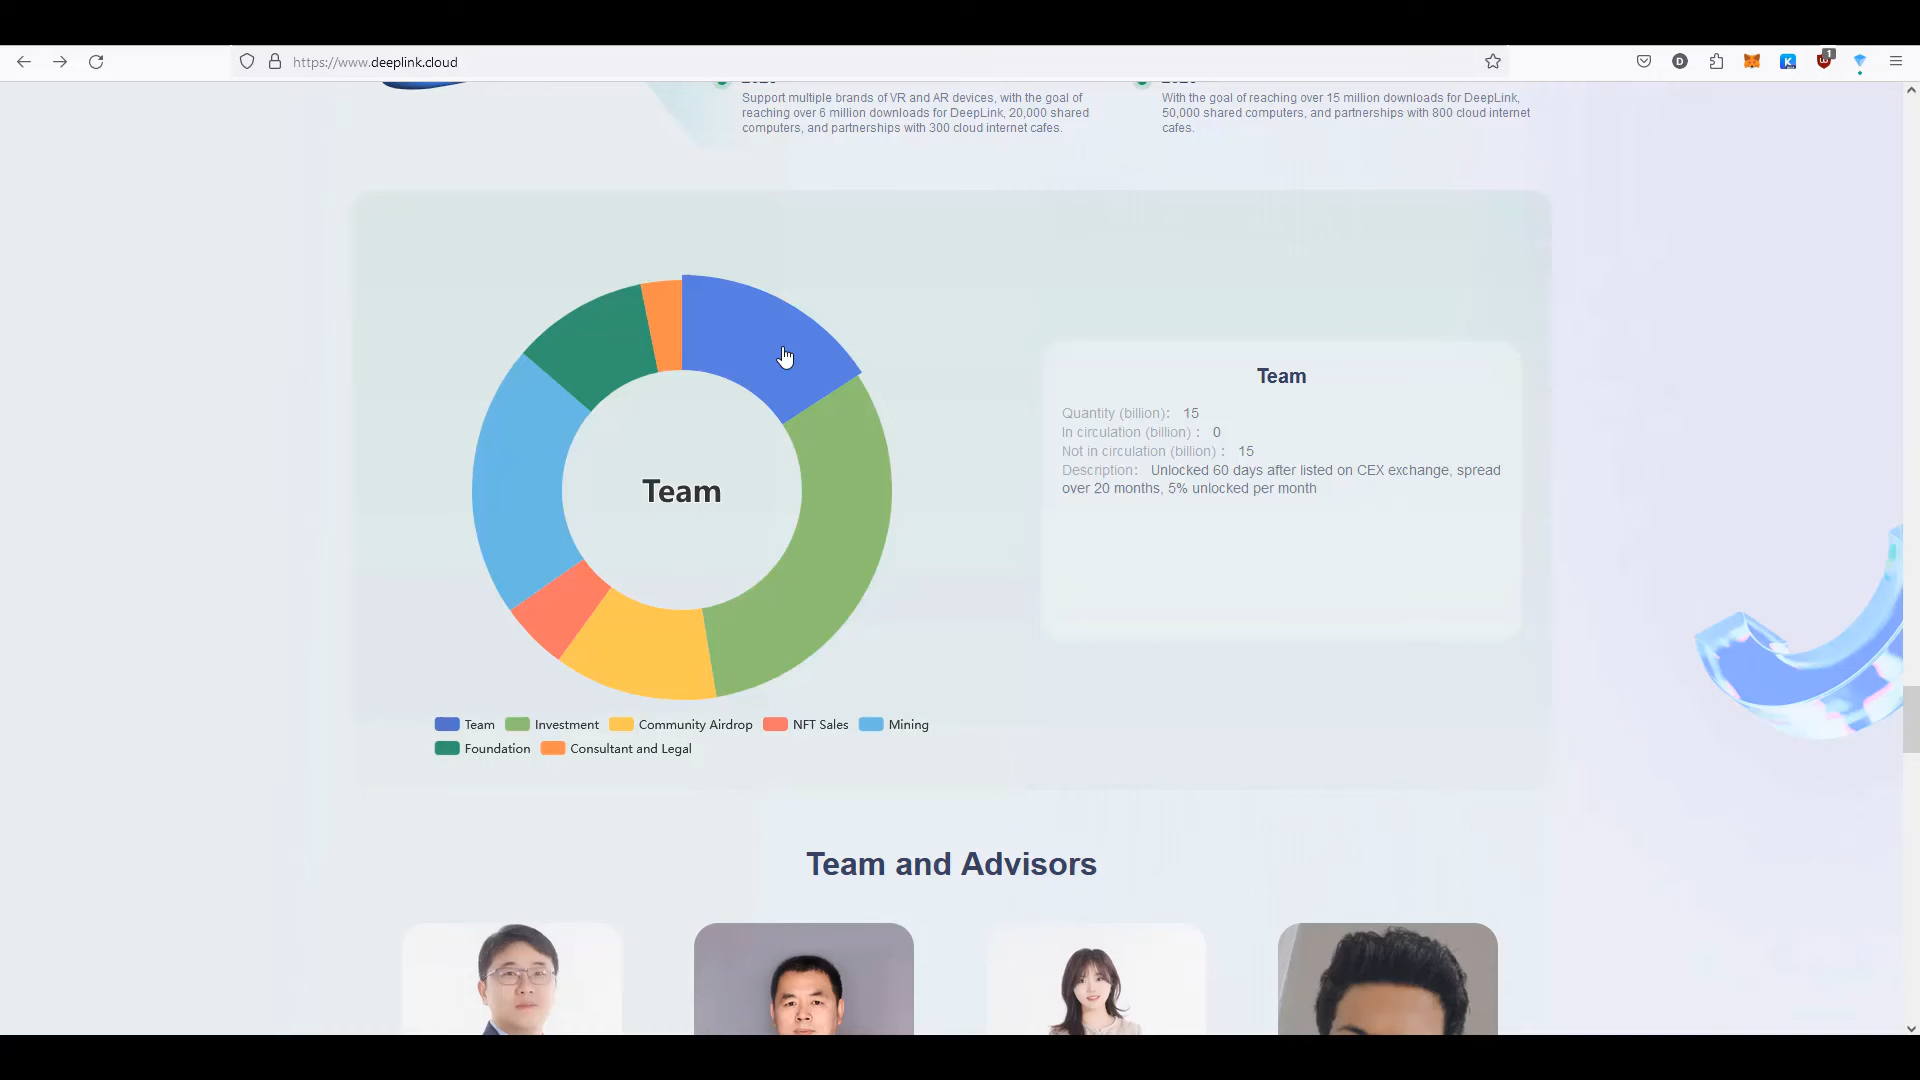 https://www.deeplink.cloud
D
K
1
Support multiple brands of VR and AR devices, with the goal of
reaching over 6 million downloads for DeepLink, 20,000 shared
computers, and partnerships with 300 cloud internet cafes.
With the goal of reaching over 15 million downloads for DeepLink,
50,000 shared computers, and partnerships with 800 cloud internet
cafes.
Team
Team
Quantity (billion): 15
In circulation (billion) : 0
Not in circulation (billion) : 15
Description: Unlocked 60 days after listed on CEX exchange, spread
over 20 months, 5% unlocked per month
Team Investment Community Airdrop NFT Sales Mining
Foundation Consultant and Legal
Team and Advisors